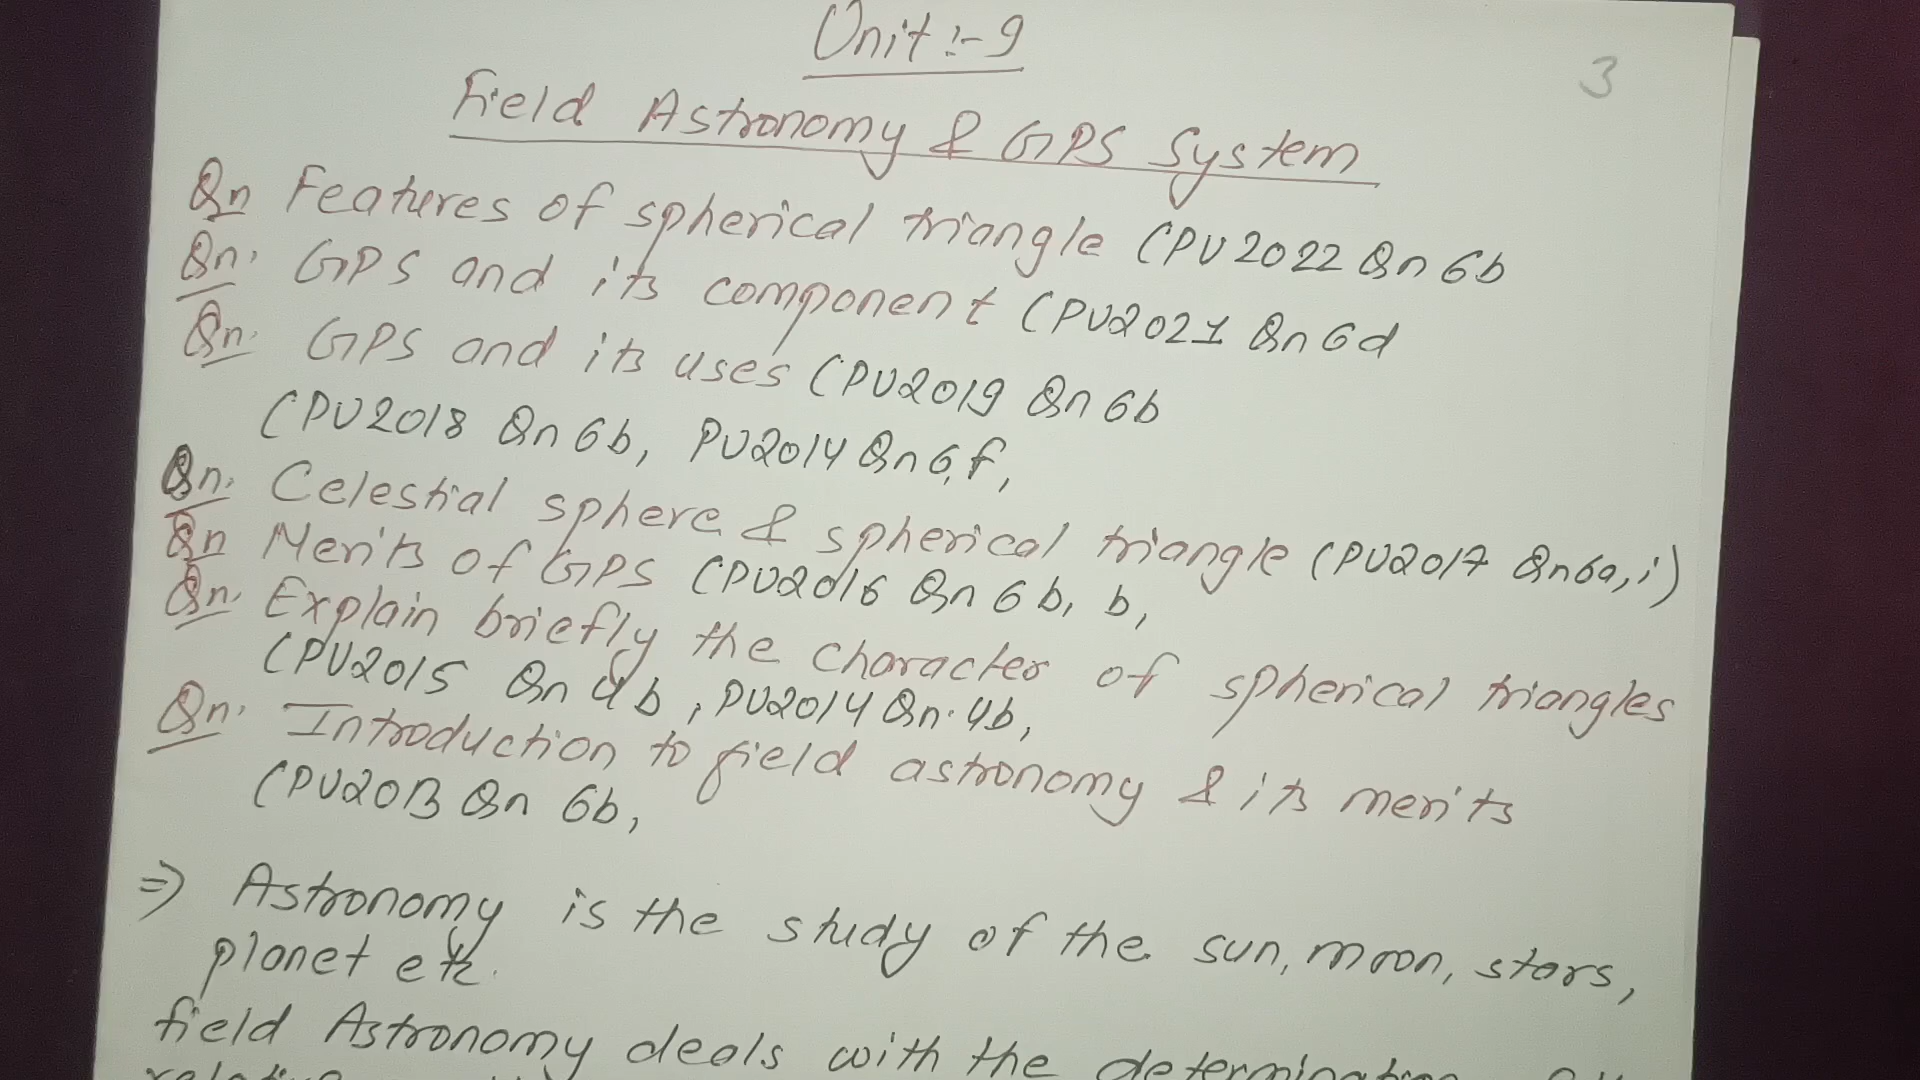 Unit :- 9
3
Field Astronomy & GPS System
Qn Features of spherical triangle (PU 2022 Qn 6b
Qn. GPS and its component (PU2021 Qn 6d
Qn. GPS and its uses (PU2019 Qn 6b
(PU2018 Qn 6b, PU2014 Qn 6,f,
Qn. Celestial sphere & spherical triangle (PU2017 Qn6a,i)
Qn Merits of GPS (PU2016 Qn 6b, b,
Qn. Explain briefly the character of spherical triangles
(PU2015 Qn 4b, PU2014 Qn. 4b,
Qn. Introduction to field astronomy & its merits
(PU2013 Qn 6b,
⇒ Astronomy is the study of the sun, moon, stars,
planet etc.
field Astronomy deals with the determination